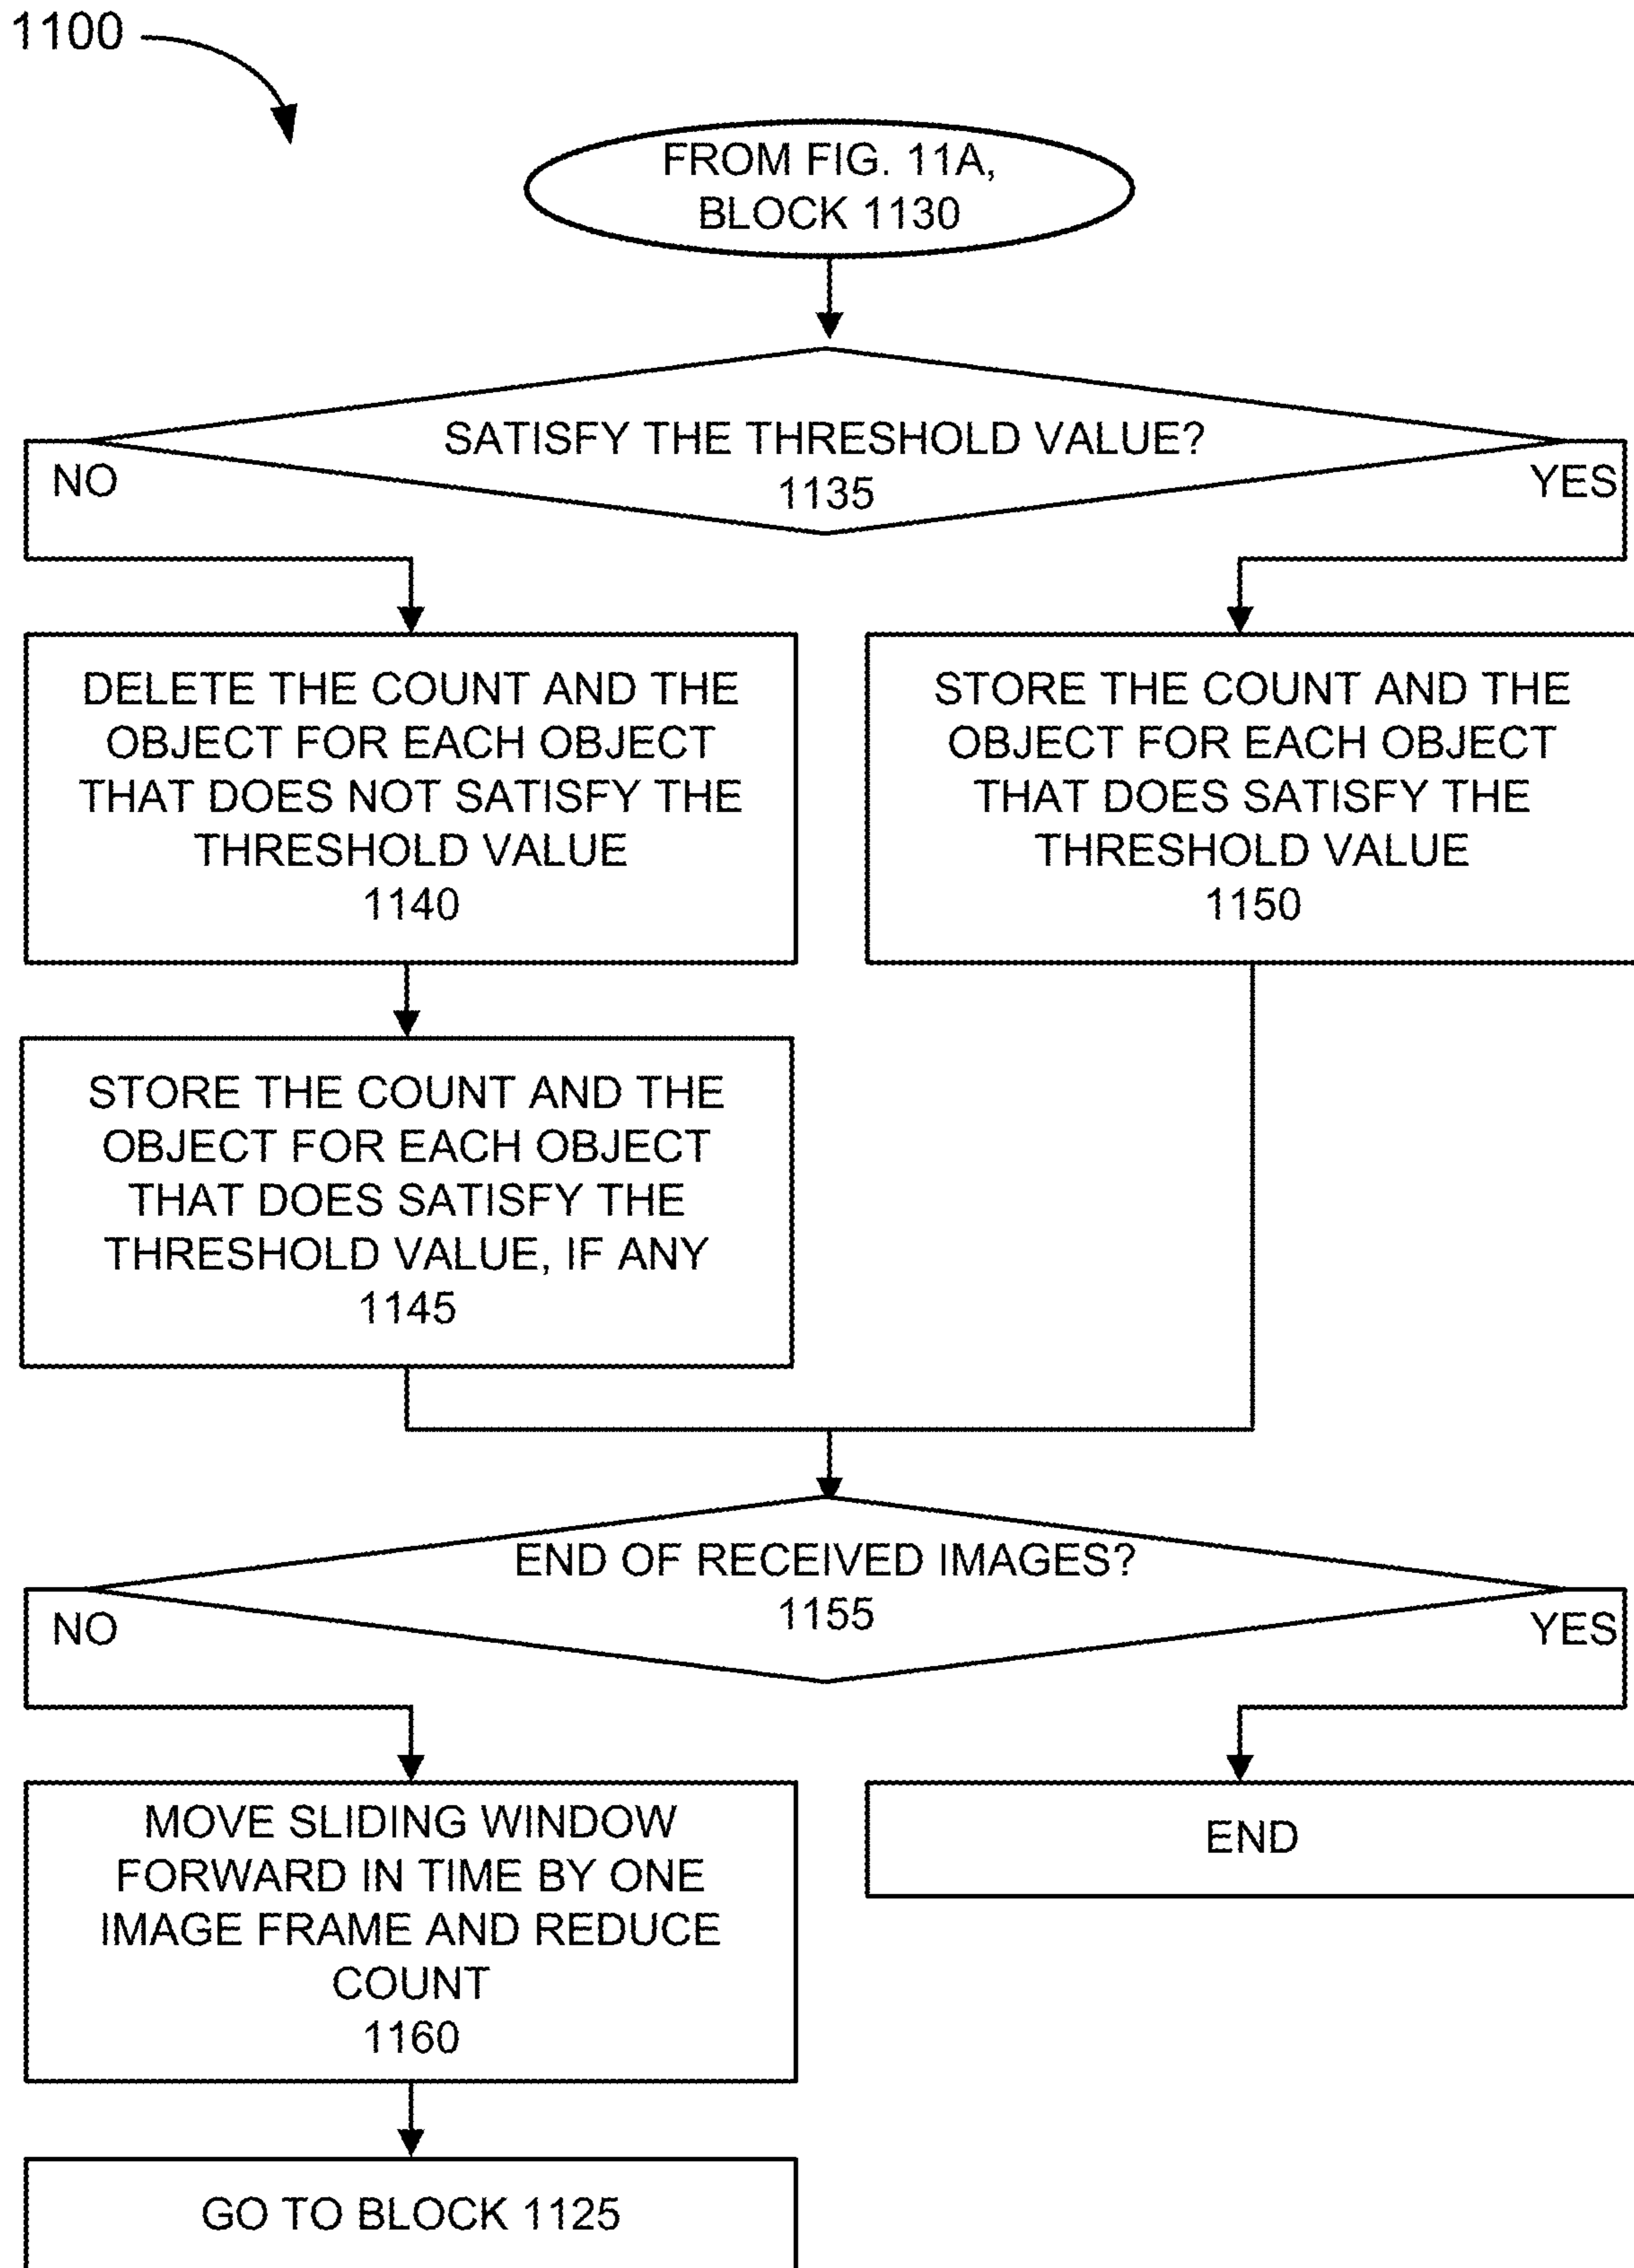 1100
FROM FIG. 11A,
BLOCK 1130
SATISFY THE THRESHOLD VALUE?
1135
NO
YES
DELETE THE COUNT AND THE
OBJECT FOR EACH OBJECT
THAT DOES NOT SATISFY THE
THRESHOLD VALUE
1140
STORE THE COUNT AND THE
OBJECT FOR EACH OBJECT
THAT DOES SATISFY THE
THRESHOLD VALUE
1150
STORE THE COUNT AND THE
OBJECT FOR EACH OBJECT
THAT DOES SATISFY THE
THRESHOLD VALUE, IF ANY
1145
END OF RECEIVED IMAGES?
1155
NO
YES
MOVE SLIDING WINDOW
FORWARD IN TIME BY ONE
IMAGE FRAME AND REDUCE
COUNT
1160
END
GO TO BLOCK 1125